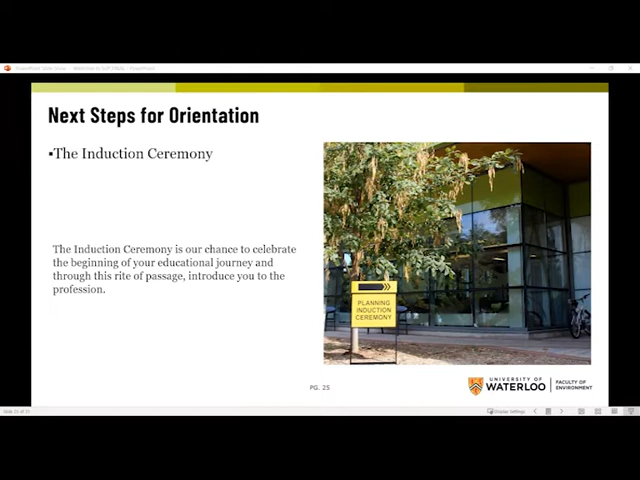 Next Steps for Orientation
▪The Induction Ceremony
The Induction Ceremony is our chance to celebrate
the beginning of your educational journey and
through this rite of passage, introduce you to the
profession.
PLANNING
INDUCTION
CEREMONY
PG. 25
UNIVERSITY OF
WATERLOO
FACULTY OF
ENVIRONMENT
Display Settings